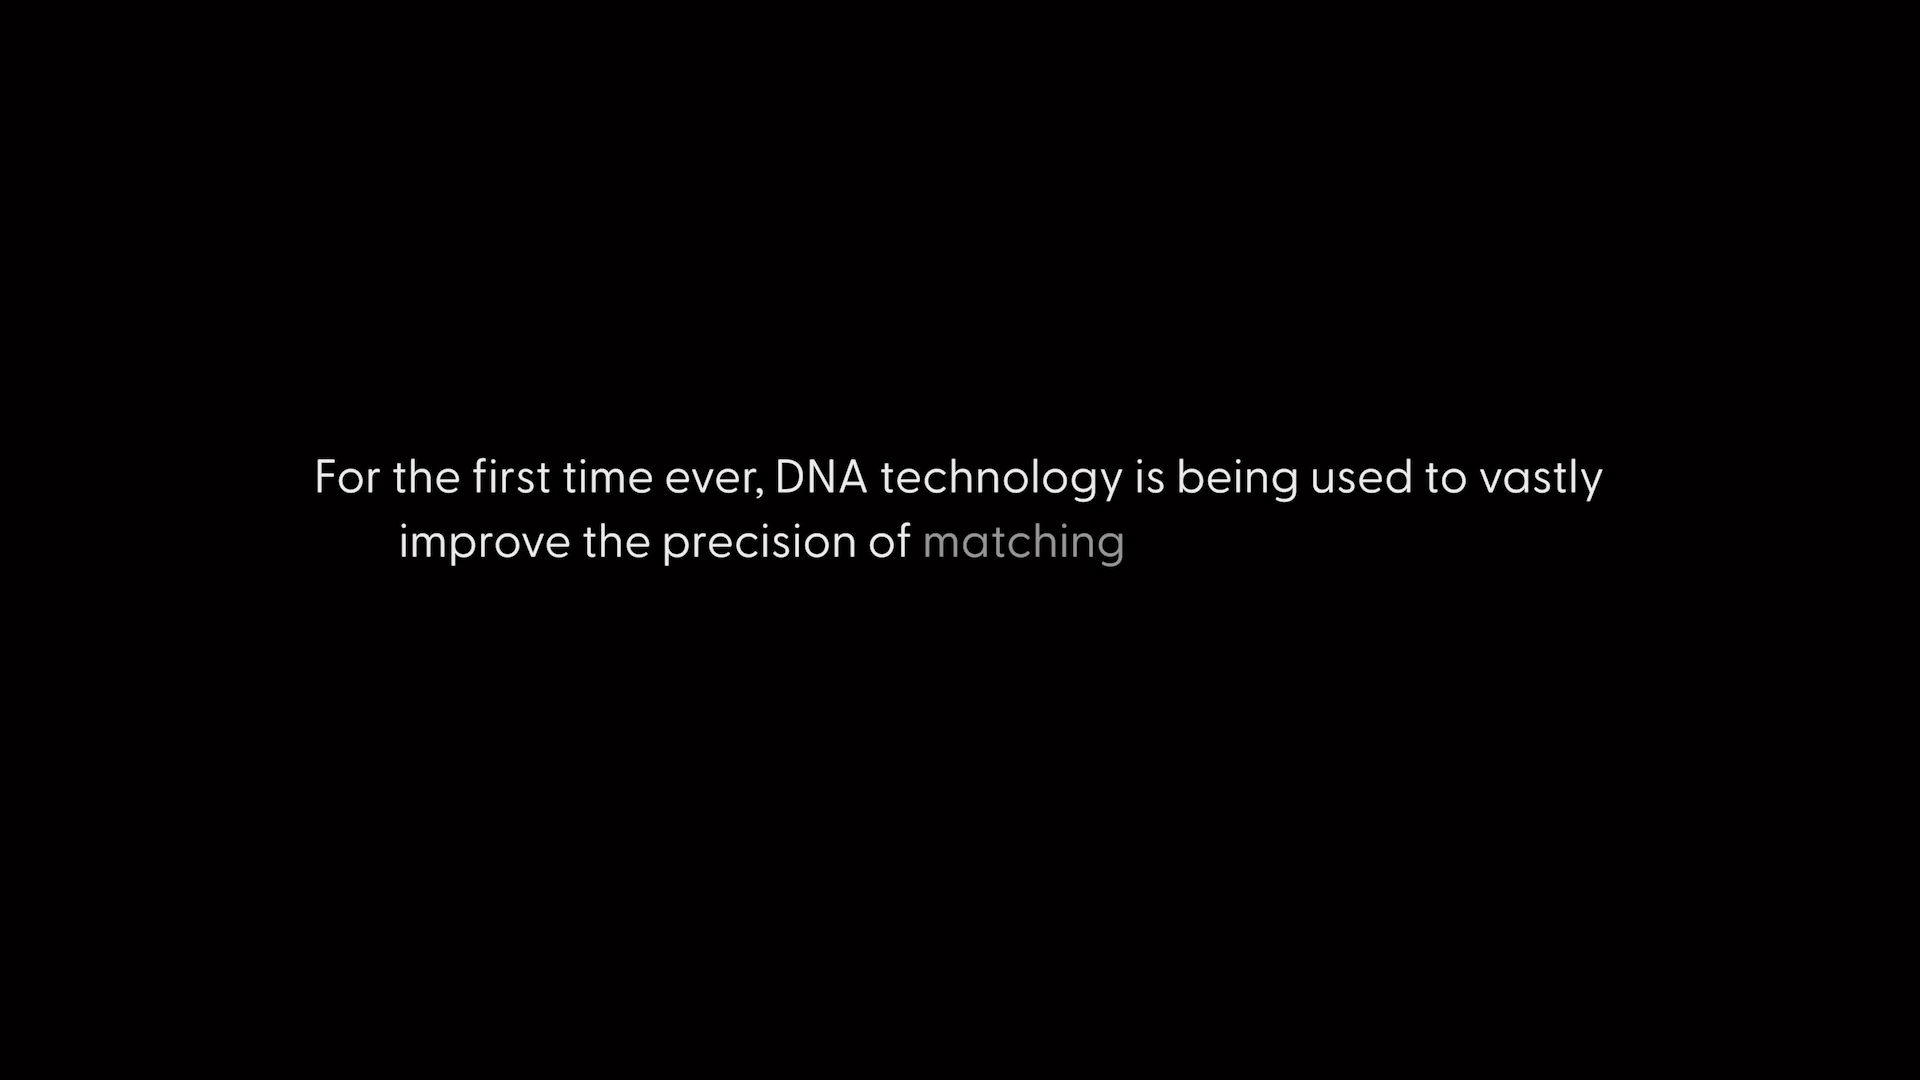 For the first time ever, DNA technology is being used to vastly
improve the precision of matching